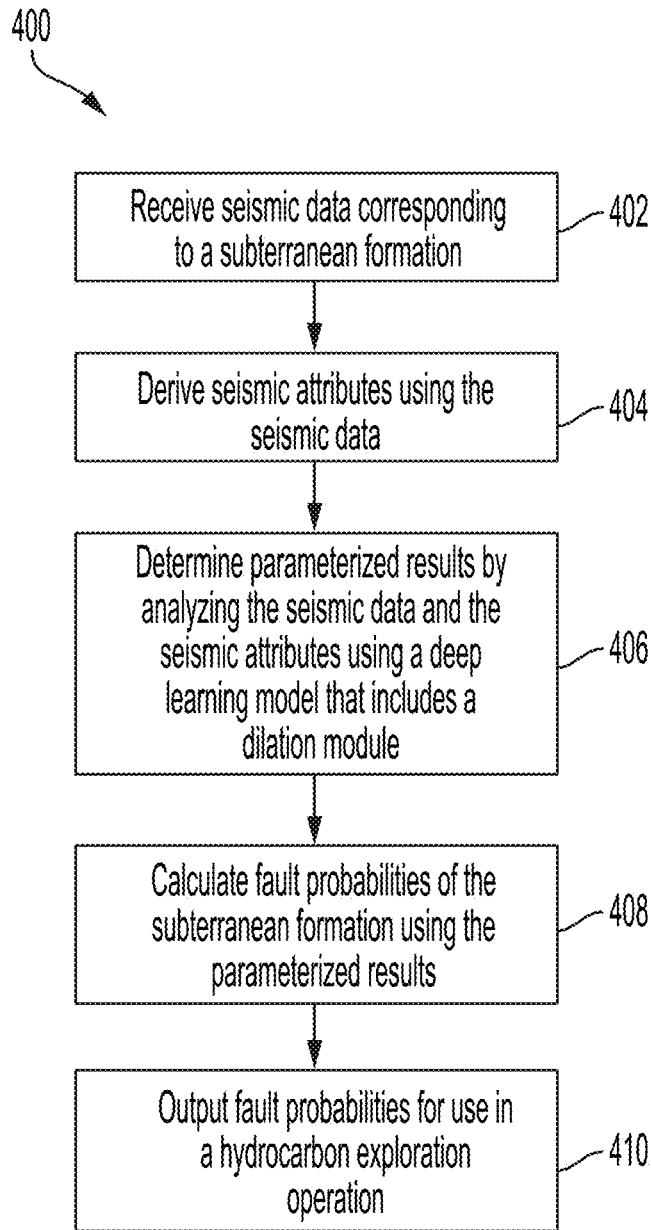 400
Receive seismic data corresponding
to a subterranean formation
402
Derive seismic attributes using the
seismic data
404
Determine parameterized results by
analyzing the seismic data and the
seismic attributes using a deep
learning model that includes a
dilation module
406
Calculate fault probabilities of the
subterranean formation using the
parameterized results
408
Output fault probabilities for use in
a hydrocarbon exploration
operation
410